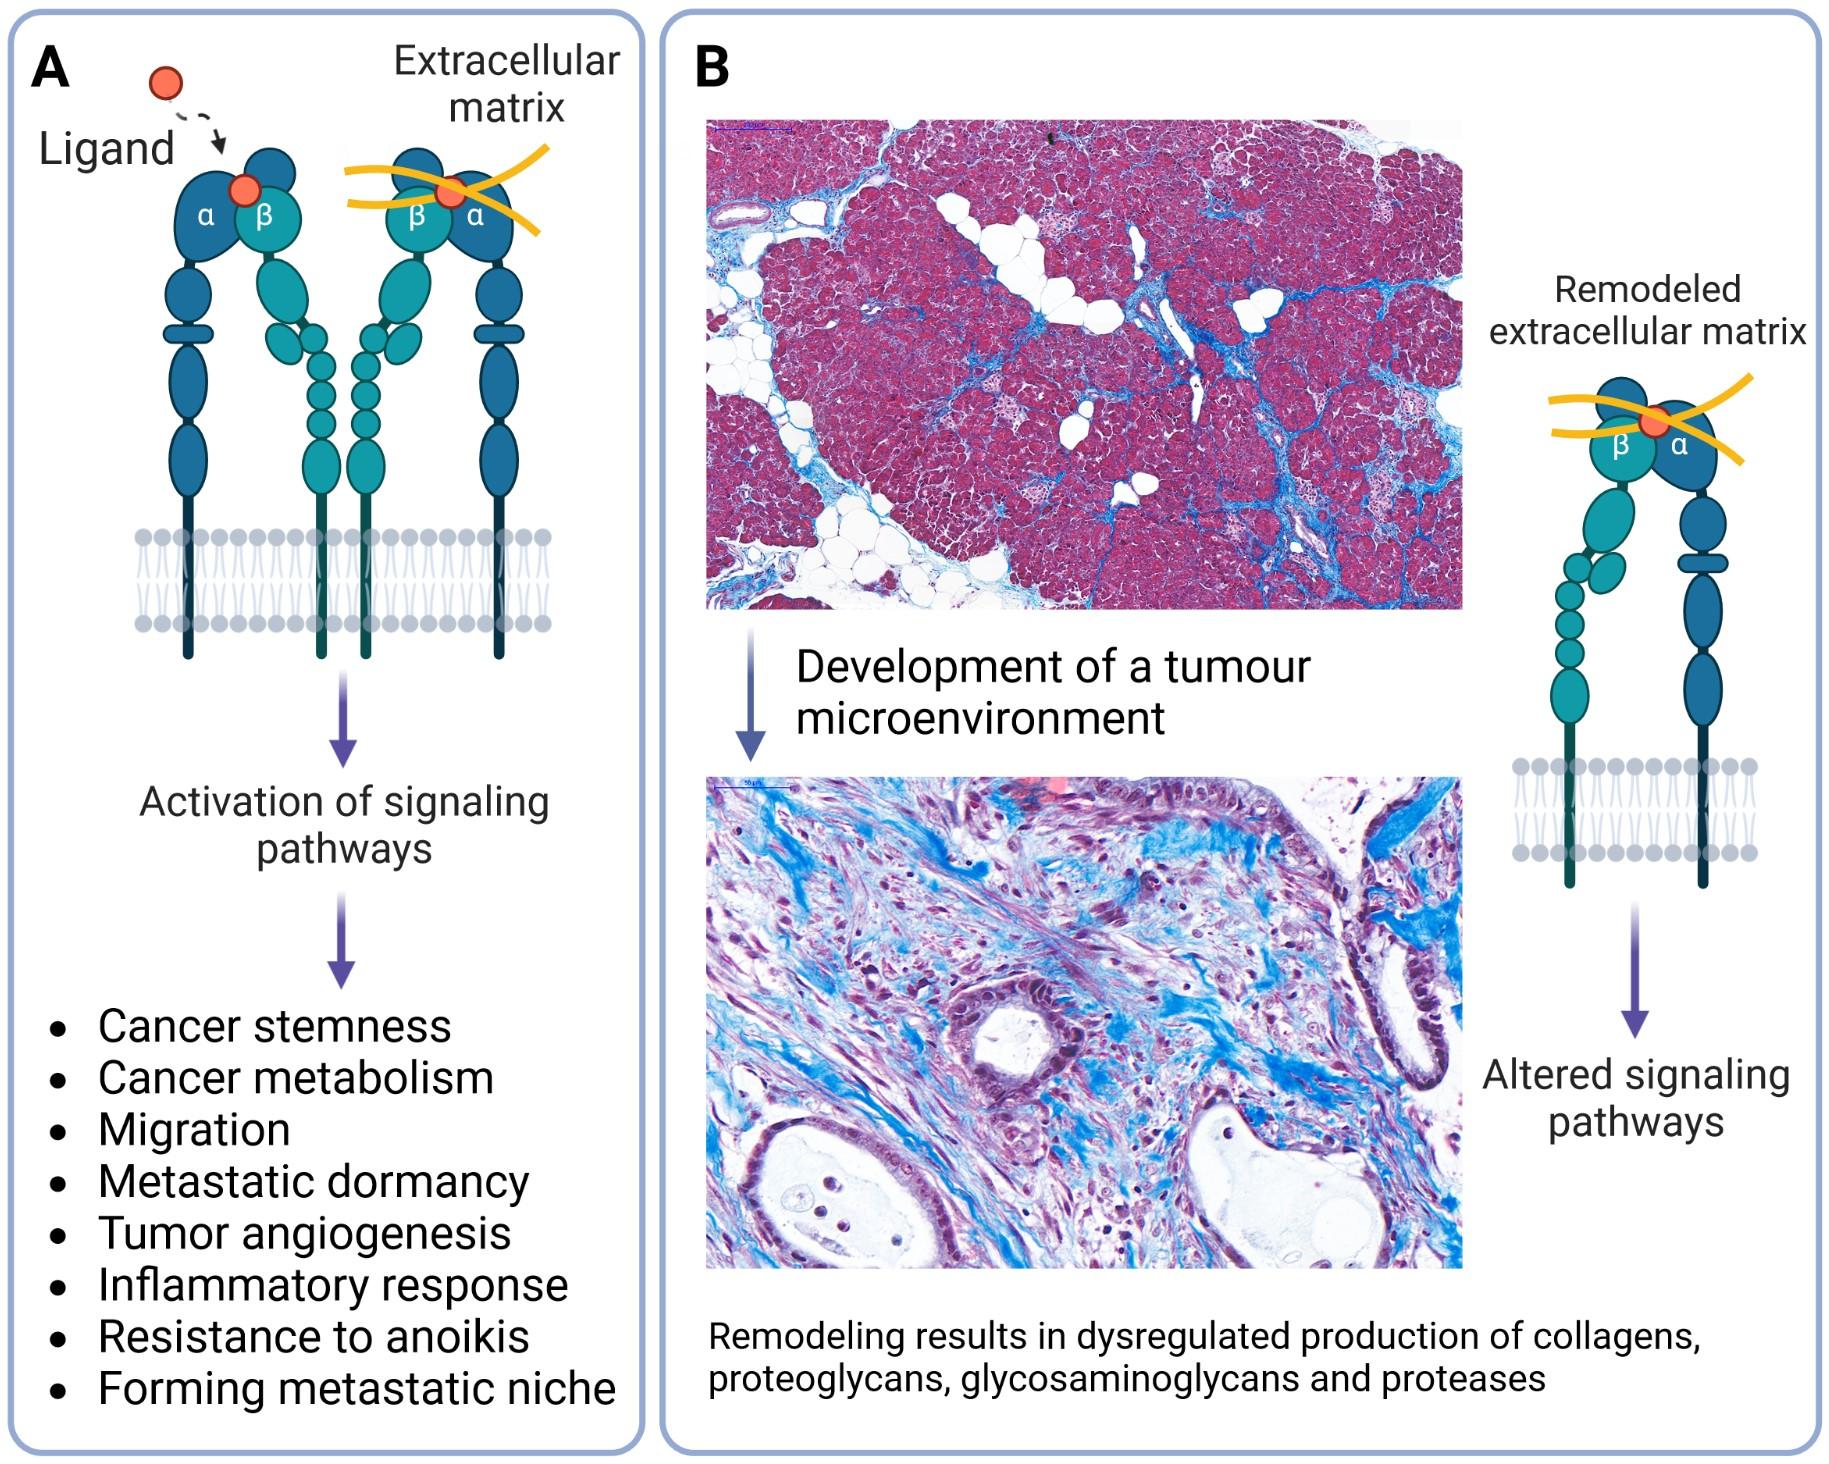 A
Ligand
Extracellular
matrix
α
β
β
α
Activation of signaling
pathways
• Cancer stemness
• Cancer metabolism
• Migration
• Metastatic dormancy
• Tumor angiogenesis
• Inflammatory response
• Resistance to anoikis
• Forming metastatic niche
B
Development of a tumour
microenvironment
Remodeled
extracellular matrix
β
α
Altered signaling
pathways
Remodeling results in dysregulated production of collagens,
proteoglycans, glycosaminoglycans and proteases